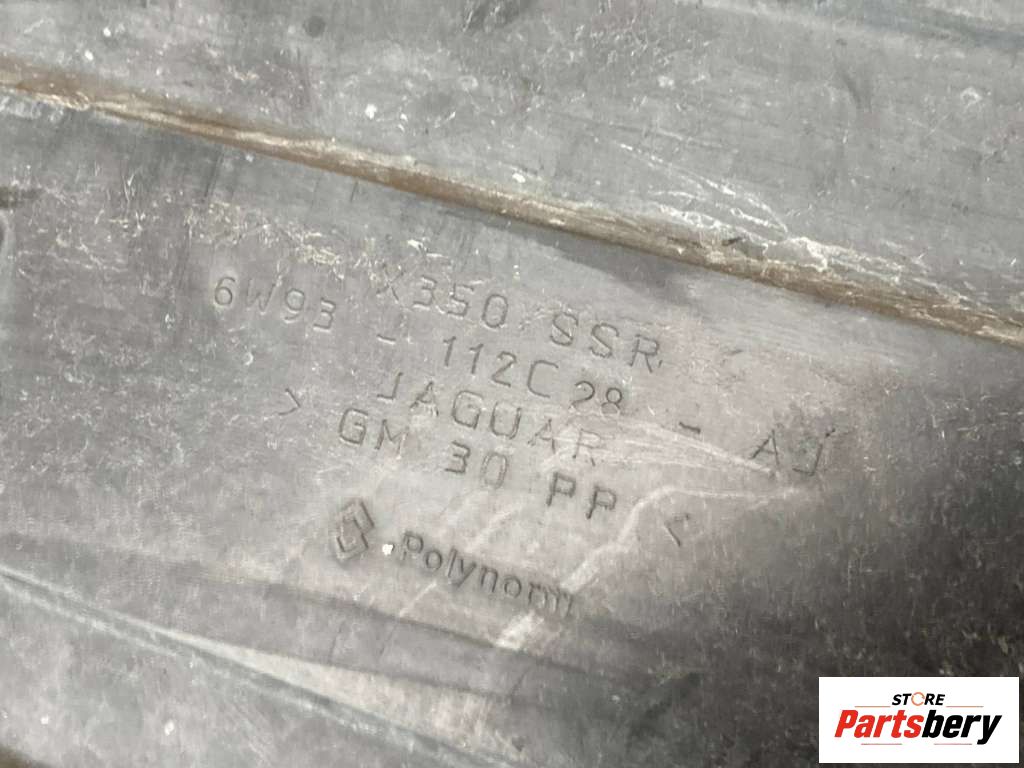 X350 SSR
6W93 - 112C28 - AJ
JAGUAR
> GM 30 PP <
Polynorm
STORE
Partsbery